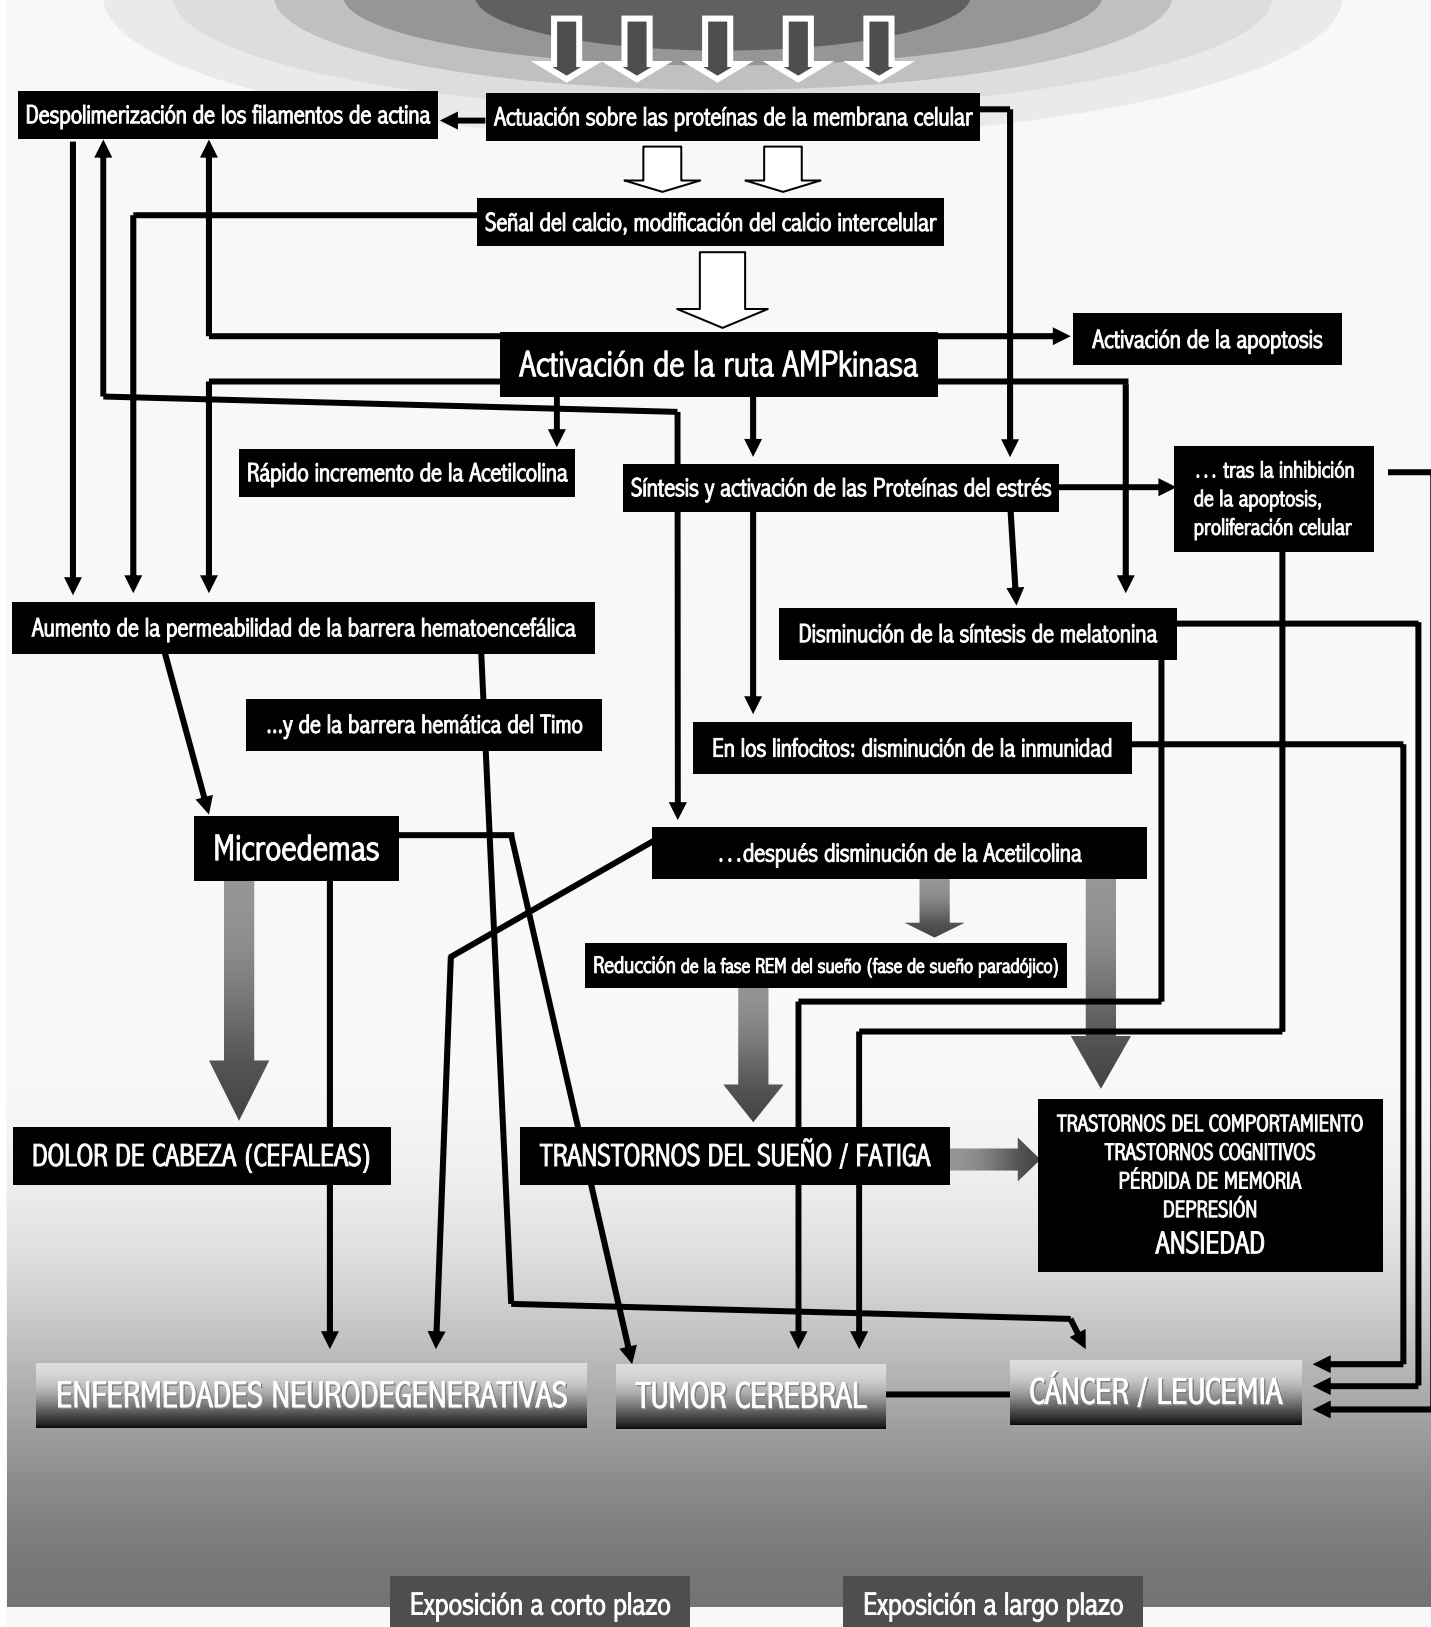 Despolimerización de los filamentos de actina
Actuación sobre las proteínas de la membrana celular
Señal del calcio, modificación del calcio intercelular
Activación de la ruta AMPkinasa
Activación de la apoptosis
Rápido incremento de la Acetilcolina
Síntesis y activación de las Proteínas del estrés
... tras la inhibición
de la apoptosis,
proliferación celular
Aumento de la permeabilidad de la barrera hematoencefálica
Disminución de la síntesis de melatonina
...y de la barrera hemática del Timo
En los linfocitos: disminución de la inmunidad
Microedemas
...después disminución de la Acetilcolina
Reducción de la fase REM del sueño (fase de sueño paradójico)
DOLOR DE CABEZA (CEFALEAS)
TRANSTORNOS DEL SUEÑO / FATIGA
TRASTORNOS DEL COMPORTAMIENTO
TRASTORNOS COGNITIVOS
PÉRDIDA DE MEMORIA
DEPRESIÓN
ANSIEDAD
ENFERMEDADES NEURODEGENERATIVAS
TUMOR CEREBRAL
CÁNCER / LEUCEMIA
Exposición a corto plazo
Exposición a largo plazo